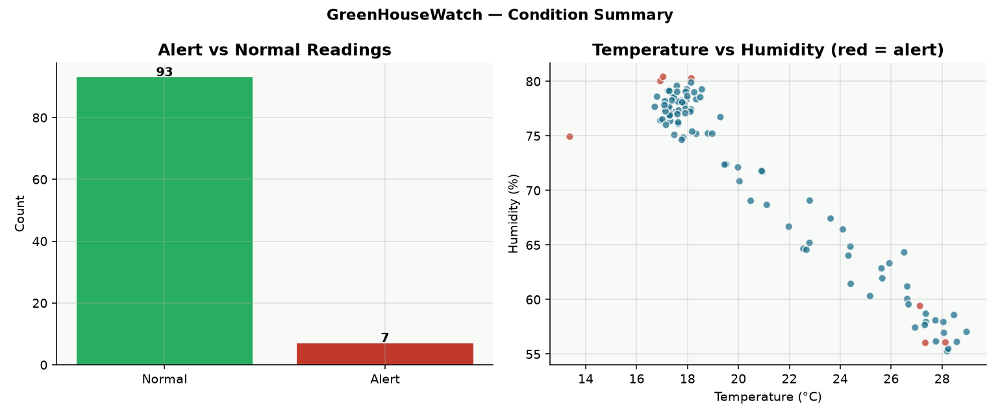 GreenHouseWatch — Condition Summary
Alert vs Normal Readings
93
7
80
60
40
20
0
Count
Normal
Alert
Temperature vs Humidity (red = alert)
80
75
70
65
60
55
Humidity (%)
14
16
18
20
22
24
26
28
Temperature (°C)